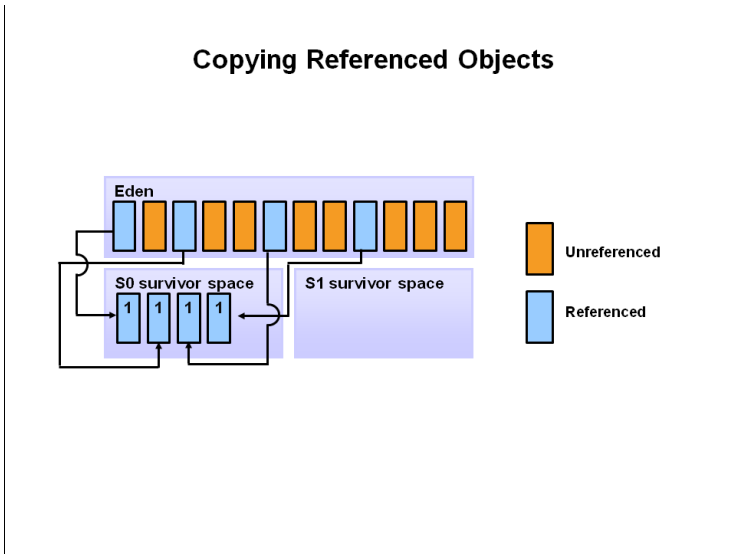 Copying Referenced Objects
Eden
S0 survivor space
S1 survivor space
1 1 1 1
Unreferenced
Referenced